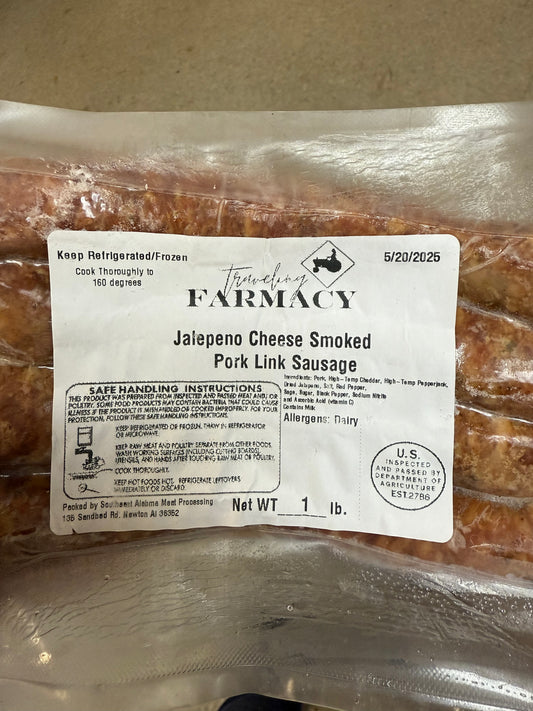 Keep Refrigerated/Frozen
Cook Thoroughly to
160 degrees
Traveling
FARMACY
5/20/2025
Jalepeno Cheese Smoked
Pork Link Sausage
Ingredients: Pork, High-Temp Cheddar, High-Temp Pepperjack,
Dried Jalapeno, Salt, Red Pepper,
Sage, Sugar, Black Pepper, Sodium Nitrite
and Ascorbic Acid (vitamin C)
Contains Milk
Allergens: Dairy
SAFE HANDLING INSTRUCTIONS
THIS PRODUCT WAS PREPARED FROM INSPECTED AND PASSED MEAT AND/OR
POULTRY. SOME FOOD PRODUCTS MAY CONTAIN BACTERIA THAT COULD CAUSE
ILLNESS IF THE PRODUCT IS MISHANDLED OR COOKED IMPROPERLY. FOR YOUR
PROTECTION, FOLLOW THESE SAFE HANDLING INSTRUCTIONS.
KEEP REFRIGERATED OR FROZEN. THAW IN REFRIGERATOR
OR MICROWAVE.
KEEP RAW MEAT AND POULTRY SEPARATE FROM OTHER FOODS.
WASH WORKING SURFACES (INCLUDING CUTTING BOARDS),
UTENSILS, AND HANDS AFTER TOUCHING RAW MEAT OR POULTRY.
COOK THOROUGHLY.
KEEP HOT FOODS HOT. REFRIGERATE LEFTOVERS
IMMEDIATELY OR DISCARD.
U.S.
INSPECTED
AND PASSED BY
DEPARTMENT OF
AGRICULTURE
EST.2786
Packed by Southeast Alabama Meat Processing
135 Sandbed Rd. Newton Al 36352
Net WT 1 lb.